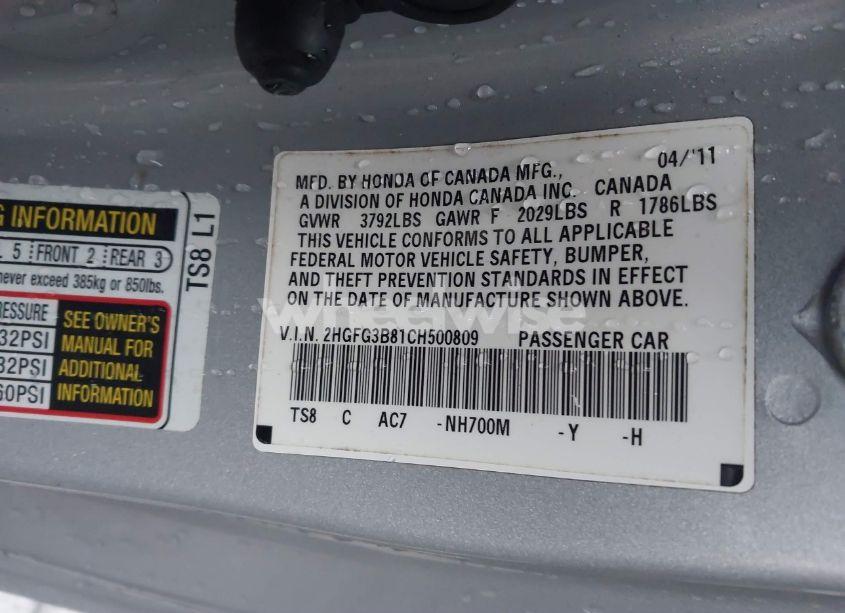 G INFORMATION
L 5 FRONT 2 REAR 3
never exceed 385kg or 850lbs.
PRESSURE
32PSI
32PSI
60PSI
SEE OWNER'S
MANUAL FOR
ADDITIONAL
INFORMATION
TS8 L1
04/'11
MFD. BY HONDA OF CANADA MFG.,
A DIVISION OF HONDA CANADA INC. CANADA
GVWR 3792LBS GAWR F 2029LBS R 1786LBS
THIS VEHICLE CONFORMS TO ALL APPLICABLE
FEDERAL MOTOR VEHICLE SAFETY, BUMPER,
AND THEFT PREVENTION STANDARDS IN EFFECT
ON THE DATE OF MANUFACTURE SHOWN ABOVE.
V.I.N. 2HGFG3B81CH500809 PASSENGER CAR
TS8 C AC7 -NH700M -Y -H
wheelwise